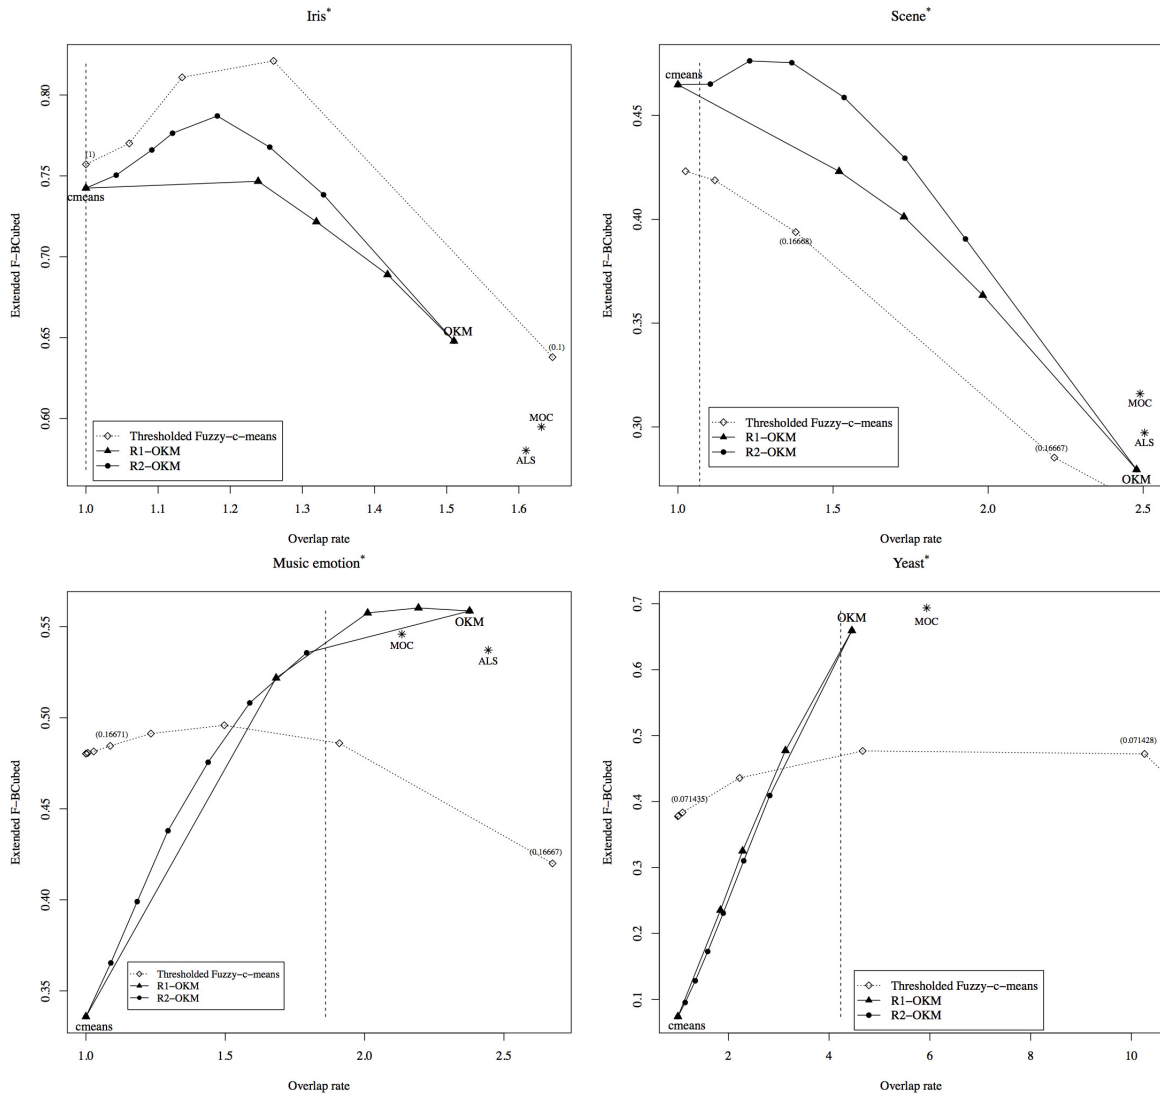 Iris*
Extended F−BCubed
0.80
0.75
0.70
0.65
0.60
(1)
cmeans
OKM
(0.1)
MOC
ALS
Thresholded Fuzzy−c−means
R1−OKM
R2−OKM
1.0 1.1 1.2 1.3 1.4 1.5 1.6
Overlap rate
Scene*
Extended F−BCubed
0.45
0.40
0.35
0.30
cmeans
(0.16668)
(0.16667)
MOC
ALS
OKM
Thresholded Fuzzy−c−means
R1−OKM
R2−OKM
1.0 1.5 2.0 2.5
Overlap rate
Music emotion*
Extended F−BCubed
0.55
0.50
0.45
0.40
0.35
OKM
MOC
ALS
(0.16671)
(0.16667)
cmeans
Thresholded Fuzzy−c−means
R1−OKM
R2−OKM
1.0 1.5 2.0 2.5
Overlap rate
Yeast*
Extended F−BCubed
0.7
0.6
0.5
0.4
0.3
0.2
0.1
OKM
MOC
(0.071428)
(0.071435)
cmeans
Thresholded Fuzzy−c−means
R1−OKM
R2−OKM
2 4 6 8 10
Overlap rate